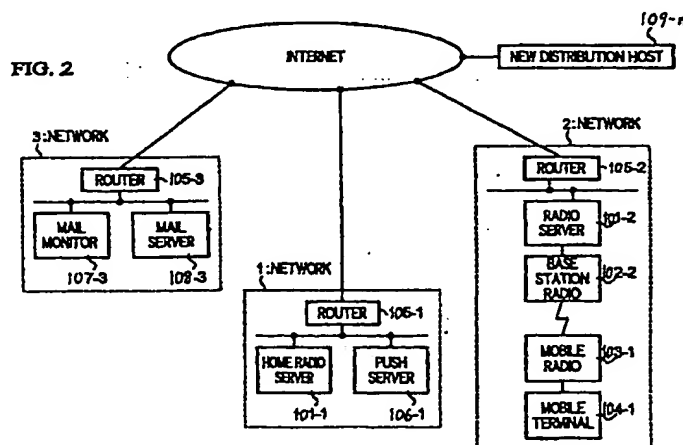 FIG. 2
INTERNET
NEW DISTRIBUTION HOST
3:NETWORK
ROUTER
105-3
MAIL
MONITOR
MAIL
SERVER
107-3
108-3
1:NETWORK
ROUTER
105-1
HOME RADIO
SERVER
PUSH
SERVER
101-1
106-1
2:NETWORK
ROUTER
105-2
RADIO
SERVER
101-2
BASE
STATION
RADIO
102-2
MOBILE
RADIO
103-1
MOBILE
TERMINAL
104-1